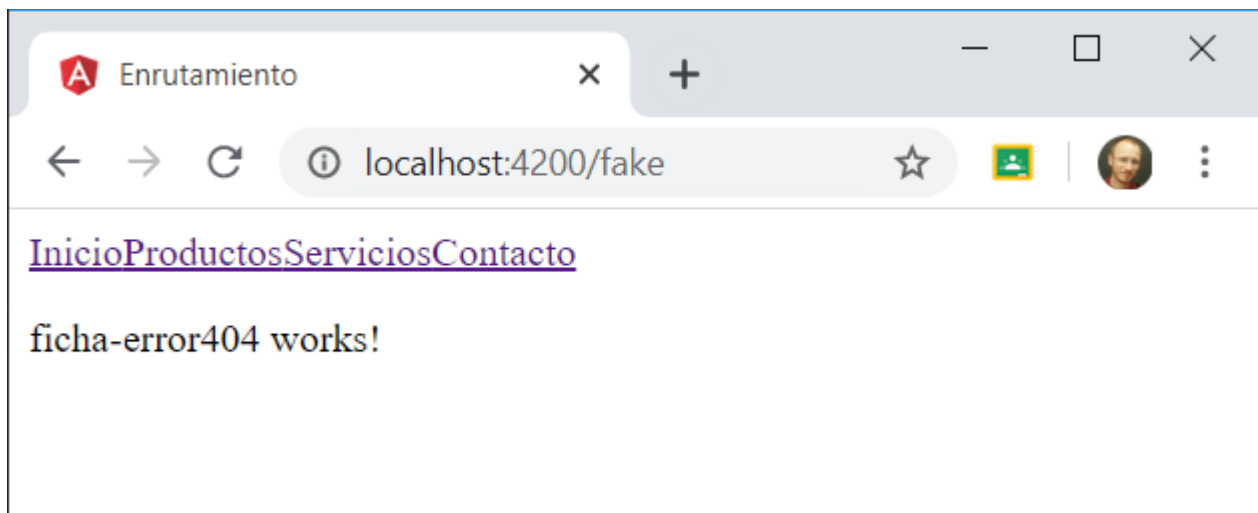 Enrutamiento
localhost:4200/fake
InicioProductosServiciosContacto
ficha-error404 works!